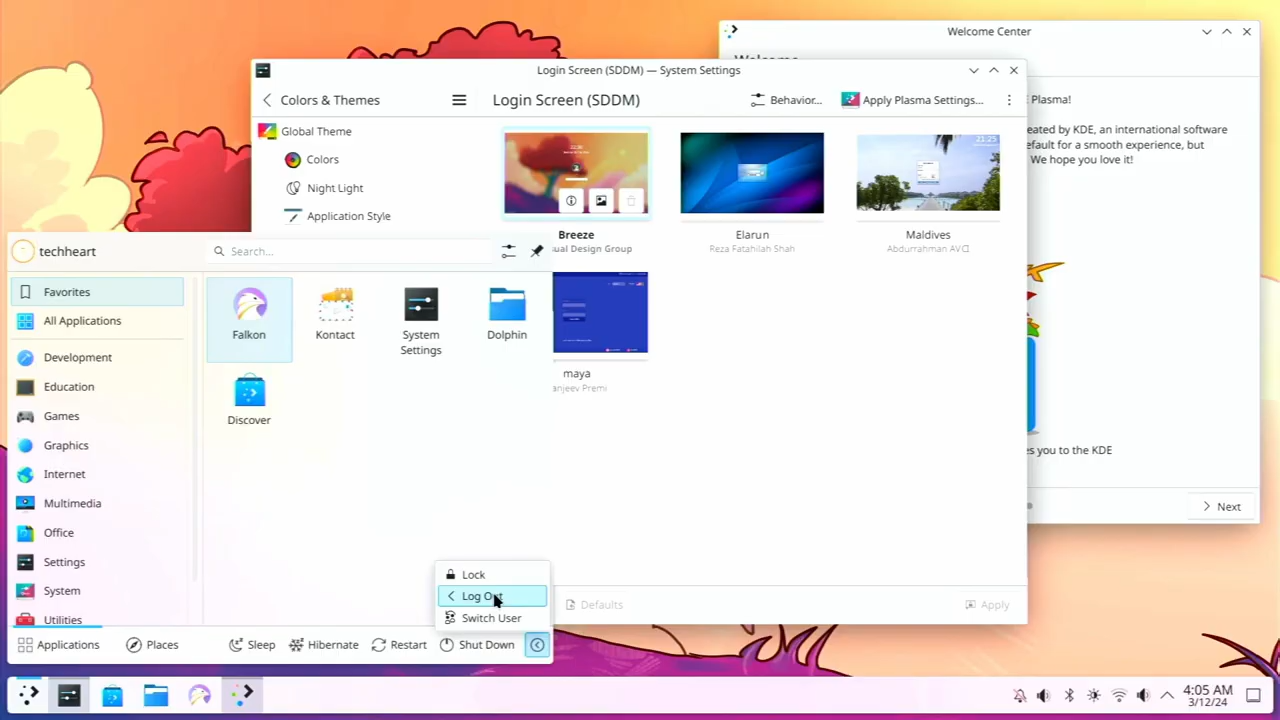 Welcome Center
Login Screen (SDDM) — System Settings
Colors & Themes
Login Screen (SDDM)
Behavior...
Apply Plasma Settings...
Plasma!
eated by KDE, an international software
efault for a smooth experience, but
We hope you love it!
Global Theme
Colors
Night Light
Application Style
21:25
Breeze
sual Design Group
Elarun
Reza Fatahilah Shah
Maldives
Abdurrahman AVCI
techheart
Search...
Favorites
All Applications
Development
Education
Games
Graphics
Internet
Multimedia
Office
Settings
System
Utilities
Falkon
Kontact
System
Settings
Dolphin
Discover
maya
anjeev Premi
es you to the KDE
Next
Lock
Log Out
Switch User
Defaults
Apply
Applications
Places
Sleep
Hibernate
Restart
Shut Down
4:05 AM
3/12/24